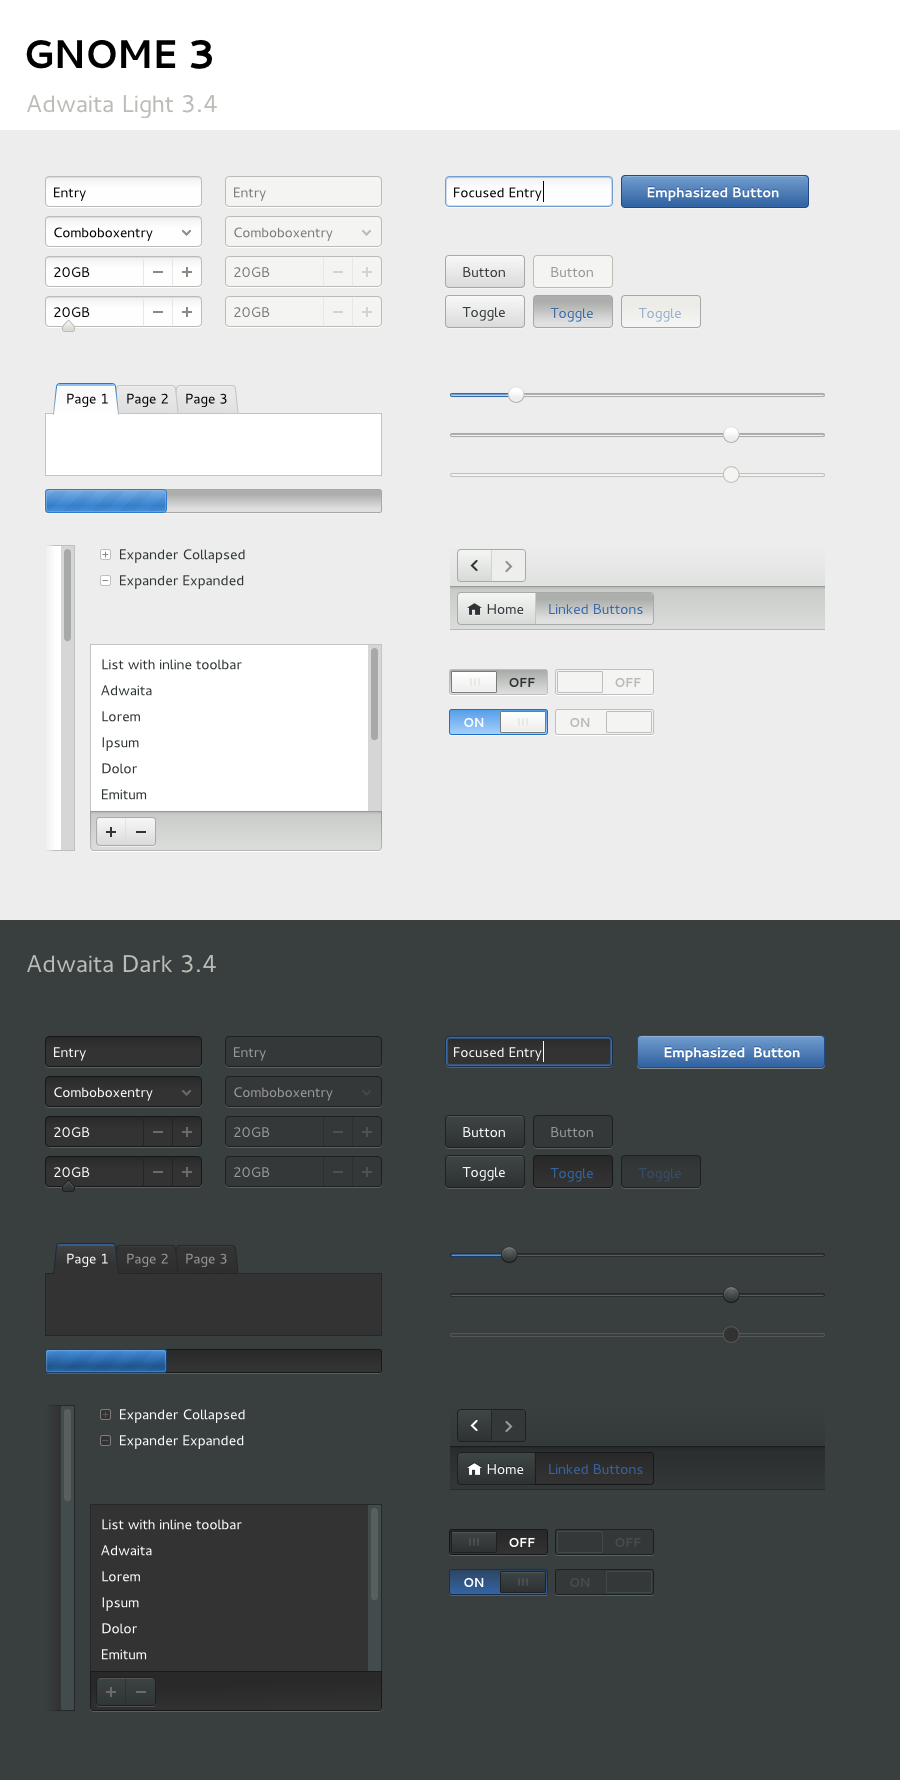 GNOME 3
Adwaita Light 3.4
Entry
Entry
Focused Entry
Emphasized Button
Comboboxentry
Comboboxentry
20GB
20GB
Button
Button
20GB
20GB
Toggle
Toggle
Toggle
Page 1
Page 2
Page 3
Expander Collapsed
Expander Expanded
Home
Linked Buttons
List with inline toolbar
Adwaita
Lorem
Ipsum
Dolor
Emitum
OFF
OFF
ON
ON
Adwaita Dark 3.4
Entry
Entry
Focused Entry
Emphasized Button
Comboboxentry
Comboboxentry
20GB
20GB
Button
Button
20GB
20GB
Toggle
Toggle
Toggle
Page 1
Page 2
Page 3
Expander Collapsed
Expander Expanded
Home
Linked Buttons
List with inline toolbar
Adwaita
Lorem
Ipsum
Dolor
Emitum
OFF
OFF
ON
ON